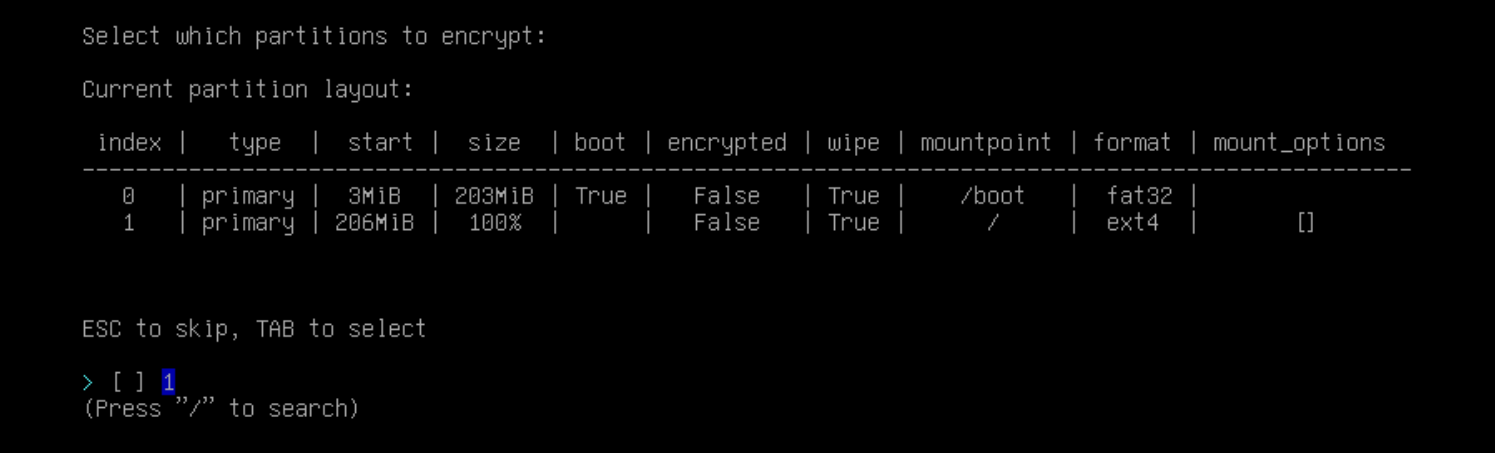 Select which partitions to encrypt:
Current partition layout:
index | type | start | size | boot | encrypted | wipe | mountpoint | format | mount_options
----------------------------------------------------------------------------------------------------
0 | primary | 3MiB | 203MiB | True | False | True | /boot | fat32 |
1 | primary | 206MiB | 100% | | False | True | / | ext4 | []
ESC to skip, TAB to select
> [ ] 1
(Press ”/” to search)